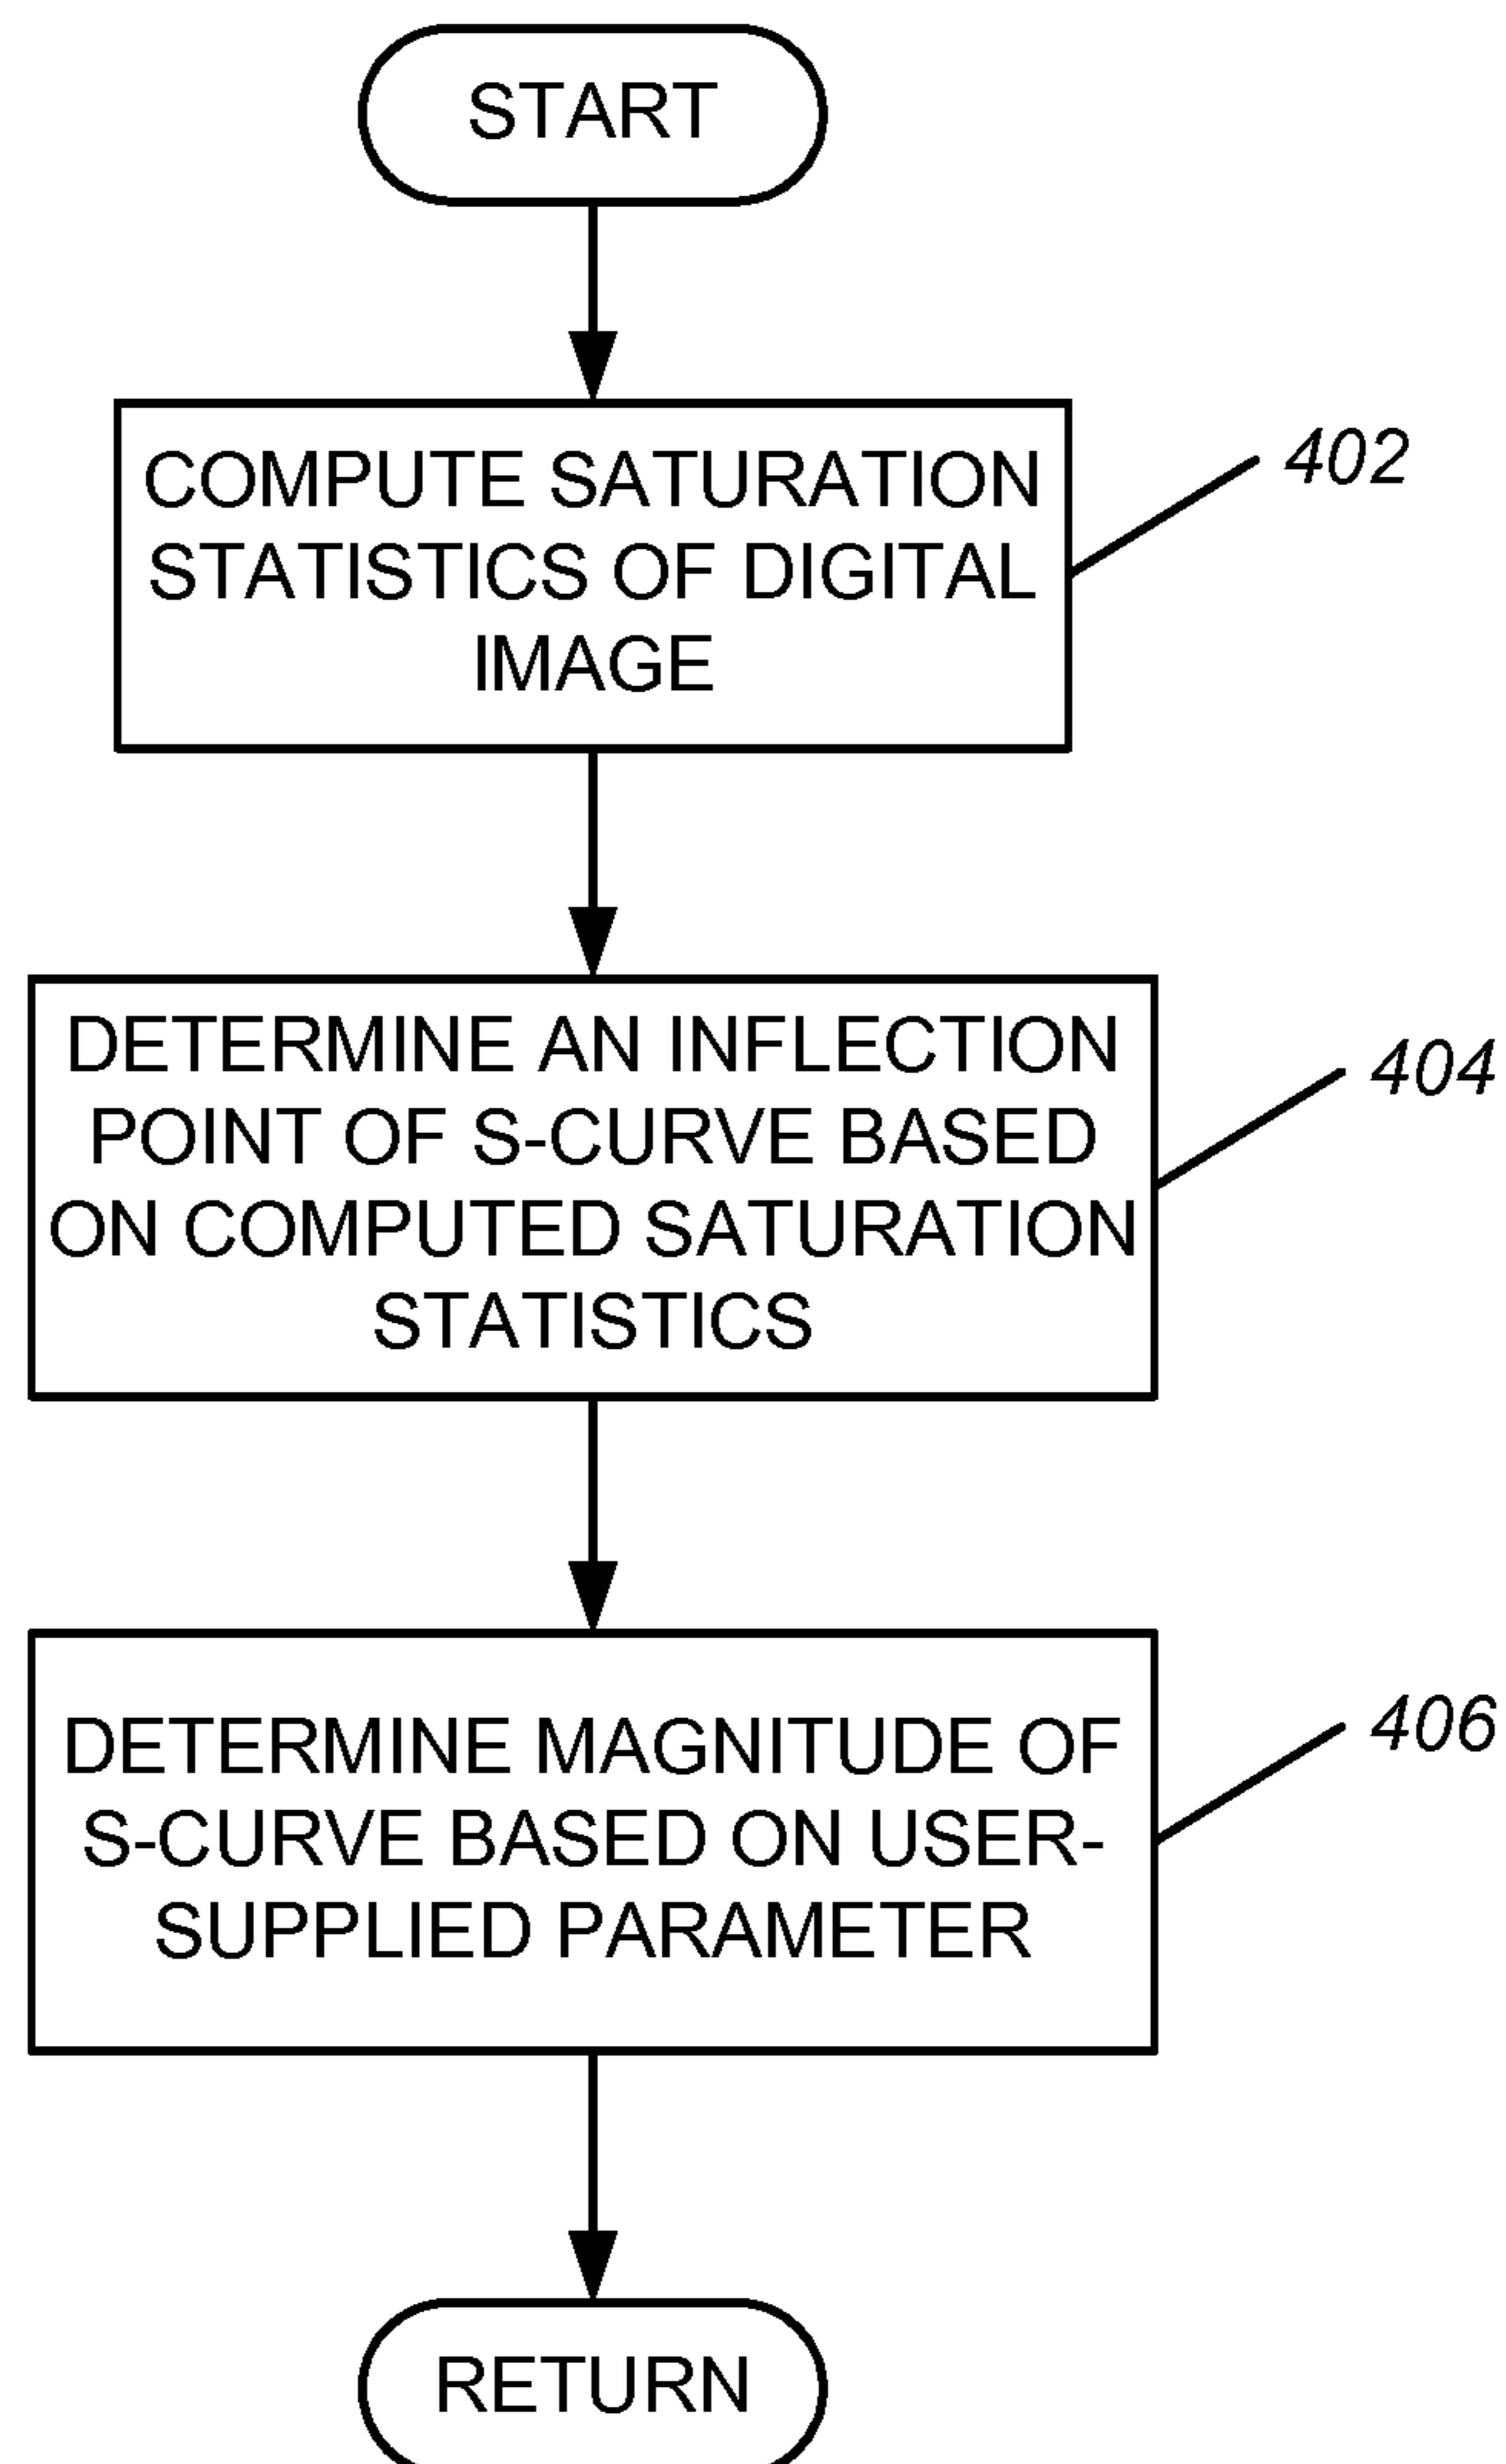 START
COMPUTE SATURATION
STATISTICS OF DIGITAL
IMAGE
402
DETERMINE AN INFLECTION
POINT OF S-CURVE BASED
ON COMPUTED SATURATION
STATISTICS
404
DETERMINE MAGNITUDE OF
S-CURVE BASED ON USER-
SUPPLIED PARAMETER
406
RETURN